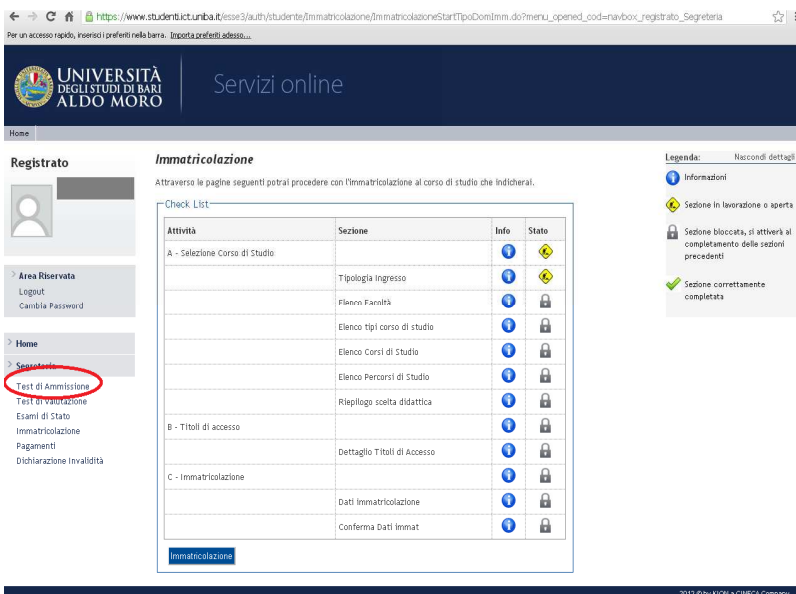 https://www.studenti.ict.uniba.it/esse3/auth/studente/Immatricolazione/ImmatricolazioneStartTipoDomImm.do?menu_opened_cod=navbox_registrato_Segreteria
Per un accesso rapido, inserisci i preferiti nella barra. Importa preferiti adesso...
UNIVERSITÀ
DEGLI STUDI DI BARI
ALDO MORO
Servizi online
Home
Registrato
Area Riservata
Logout
Cambia Password
Home
Segreteria
Test di Ammissione
Test di Valutazione
Esami di Stato
Immatricolazione
Pagamenti
Dichiarazione Invalidità
Immatricolazione
Attraverso le pagine seguenti potrai procedere con l'immatricolazione al corso di studio che indicherai.
Check List
Attività Sezione Info Stato
A - Selezione Corso di Studio
Tipologia Ingresso
Elenco Facoltà
Elenco tipi corso di studio
Elenco Corsi di Studio
Elenco Percorsi di Studio
Riepilogo scelta didattica
B - Titoli di accesso
Dettaglio Titoli di Accesso
C - Immatricolazione
Dati immatricolazione
Conferma Dati immat
Immatricolazione
Legenda: Nascondi dettagli
Informazioni
Sezione in lavorazione o aperta
Sezione bloccata, si attiverà al
completamento delle sezioni
precedenti
Sezione correttamente
completata
2012 © by KION a CINECA Company